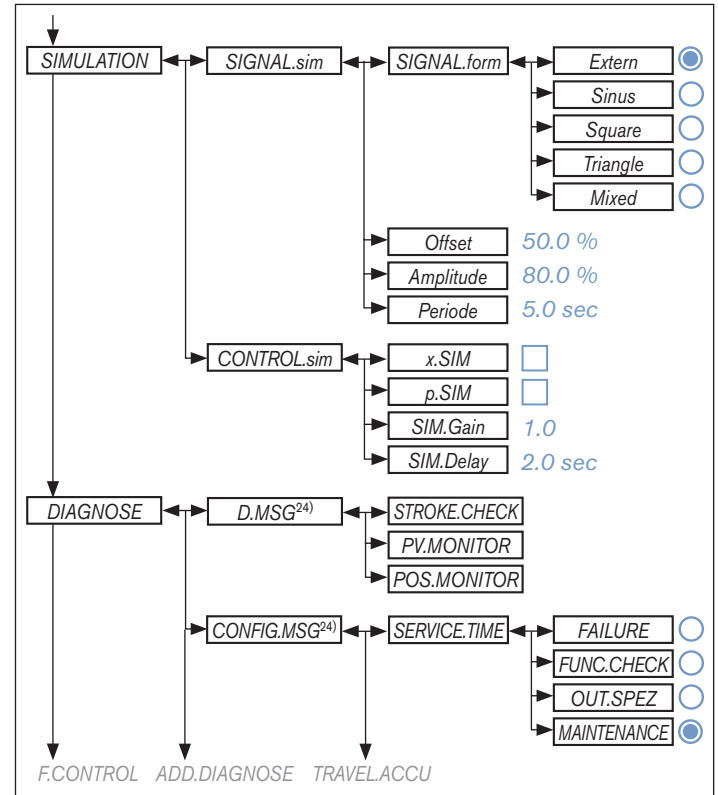 SIMULATION SIGNAL.sim SIGNAL.form Extern
Sinus
Square
Triangle
Mixed
Offset 50.0 %
Amplitude 80.0 %
Periode 5.0 sec
CONTROL.sim x.SIM
p.SIM
SIM.Gain 1.0
SIM.Delay 2.0 sec
DIAGNOSE D.MSG24) STROKE.CHECK
PV.MONITOR
POS.MONITOR
CONFIG.MSG24) SERVICE.TIME FAILURE
FUNC.CHECK
OUT.SPEZ
MAINTENANCE
F.CONTROL ADD.DIAGNOSE TRAVEL.ACCU